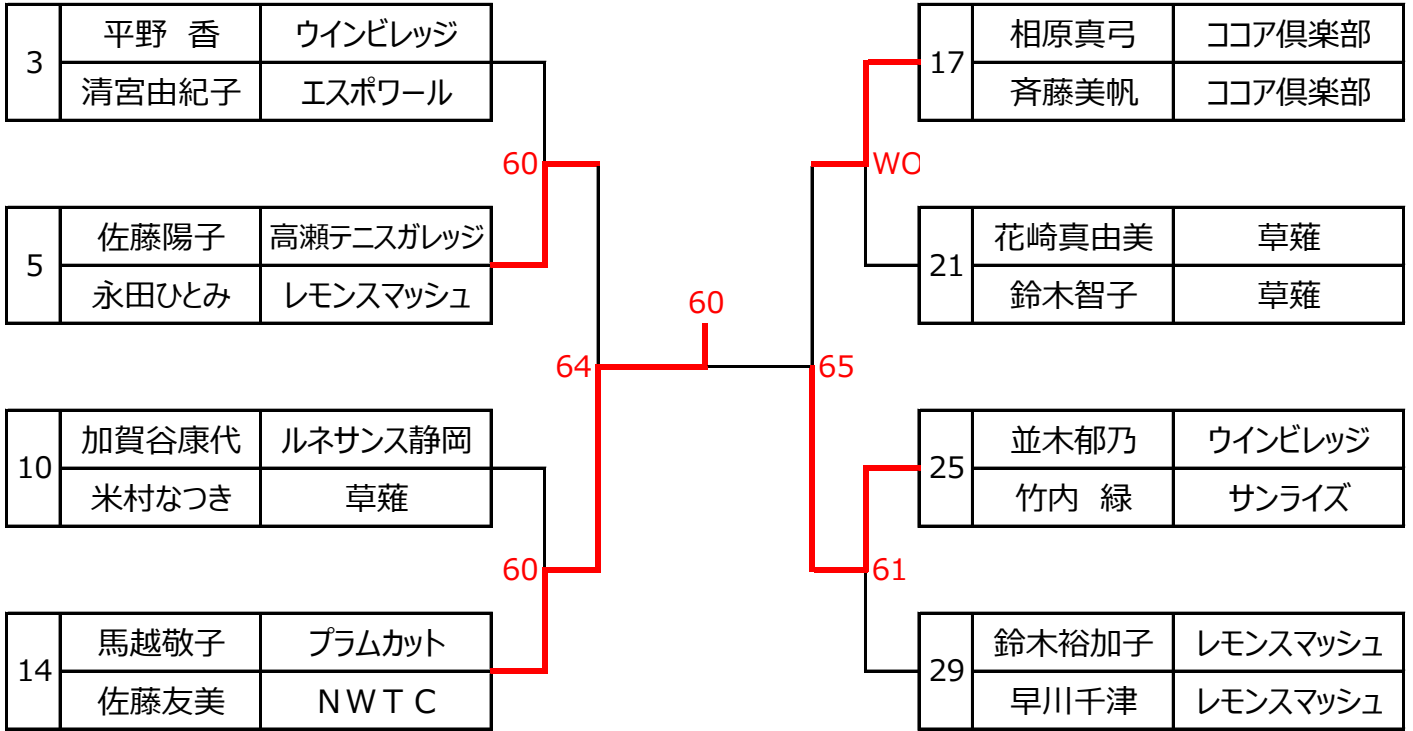 3 平野 香 ウインビレッジ
清宮由紀子 エスポワール
60
5 佐藤陽子 高瀬テニスガレッジ
永田ひとみ レモンスマッシュ
64
10 加賀谷康代 ルネサンス静岡
米村なつき 草薙
60
14 馬越敬子 プラムカット
佐藤友美 NWTC
60
17 相原真弓 ココア倶楽部
斉藤美帆 ココア倶楽部
WO
21 花崎真由美 草薙
鈴木智子 草薙
65
25 並木郁乃 ウインビレッジ
竹内 緑 サンライズ
61
29 鈴木裕加子 レモンスマッシュ
早川千津 レモンスマッシュ